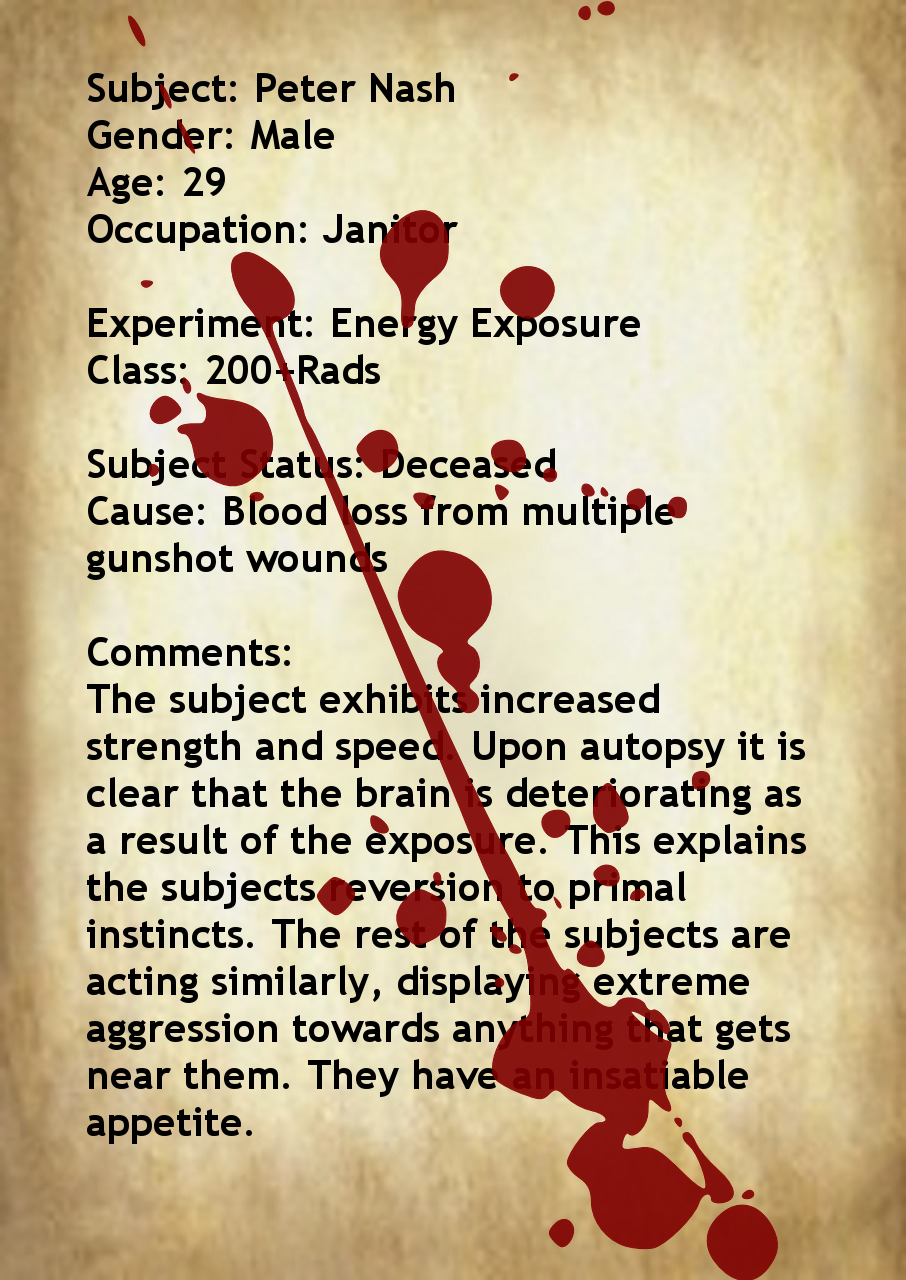 Subject: Peter Nash
Gender: Male
Age: 29
Occupation: Janitor
Experiment: Energy Exposure
Class: 200+Rads
Subject Status: Deceased
Cause: Blood loss from multiple
gunshot wounds
Comments:
The subject exhibits increased
strength and speed. Upon autopsy it is
clear that the brain is deteriorating as
a result of the exposure. This explains
the subjects reversion to primal
instincts. The rest of the subjects are
acting similarly, displaying extreme
aggression towards anything that gets
near them. They have an insatiable
appetite.